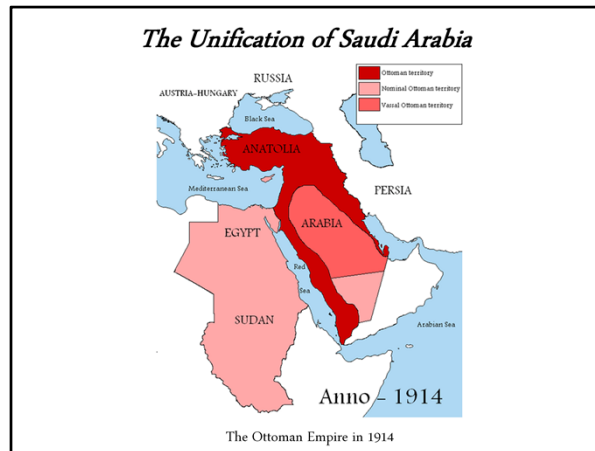 The Unification of Saudi Arabia
RUSSIA
AUSTRIA-HUNGARY
Ottoman territory
Nominal Ottoman territory
Vassal Ottoman territory
Black Sea
ANATOLIA
Mediterranean Sea
PERSIA
ARABIA
EGYPT
Red
Sea
SUDAN
Arabian Sea
Anno - 1914
The Ottoman Empire in 1914